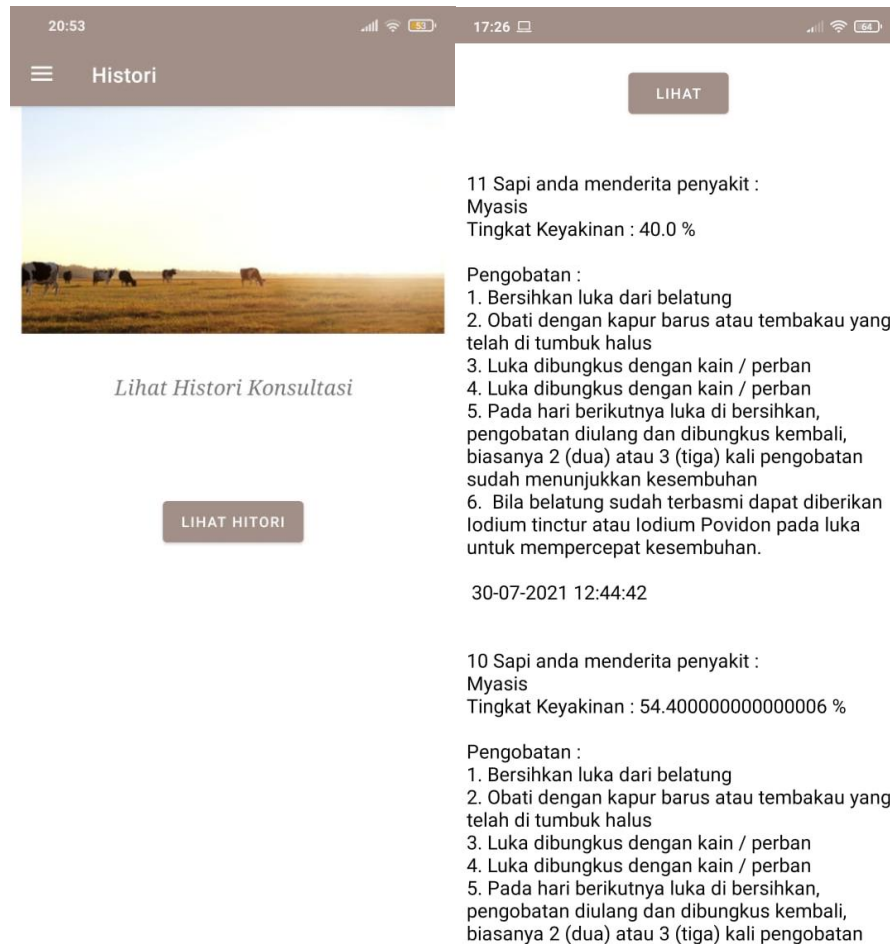 20:53
53
Histori
Lihat Histori Konsultasi
LIHAT HITORI
17:26
64
LIHAT
11 Sapi anda menderita penyakit :
Myasis
Tingkat Keyakinan : 40.0 %
Pengobatan :
1. Bersihkan luka dari belatung
2. Obati dengan kapur barus atau tembakau yang
telah di tumbuk halus
3. Luka dibungkus dengan kain / perban
4. Luka dibungkus dengan kain / perban
5. Pada hari berikutnya luka di bersihkan,
pengobatan diulang dan dibungkus kembali,
biasanya 2 (dua) atau 3 (tiga) kali pengobatan
sudah menunjukkan kesembuhan
6.  Bila belatung sudah terbasmi dapat diberikan
Iodium tinctur atau Iodium Povidon pada luka
untuk mempercepat kesembuhan.
30-07-2021 12:44:42
10 Sapi anda menderita penyakit :
Myasis
Tingkat Keyakinan : 54.400000000000006 %
Pengobatan :
1. Bersihkan luka dari belatung
2. Obati dengan kapur barus atau tembakau yang
telah di tumbuk halus
3. Luka dibungkus dengan kain / perban
4. Luka dibungkus dengan kain / perban
5. Pada hari berikutnya luka di bersihkan,
pengobatan diulang dan dibungkus kembali,
biasanya 2 (dua) atau 3 (tiga) kali pengobatan